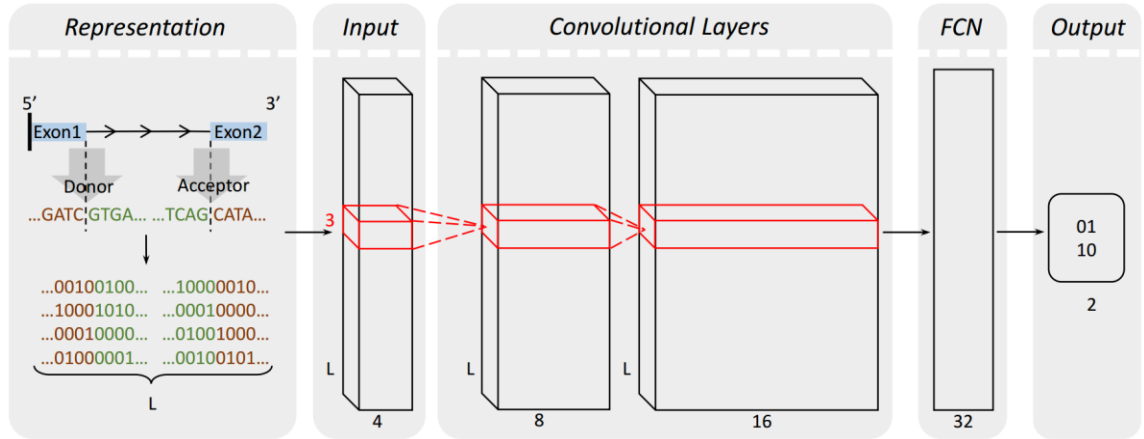 Representation
Input
Convolutional Layers
FCN
Output
5’ 3’
Exon1 Exon2
Donor Acceptor
...GATC GTGA... ...TCAG CATA...
...00100100... ...10000010...
...10001010... ...00010000...
...00010000... ...01001000...
...01000001... ...00100101...
L
3
L
4
L
8
L
16
32
01
10
2